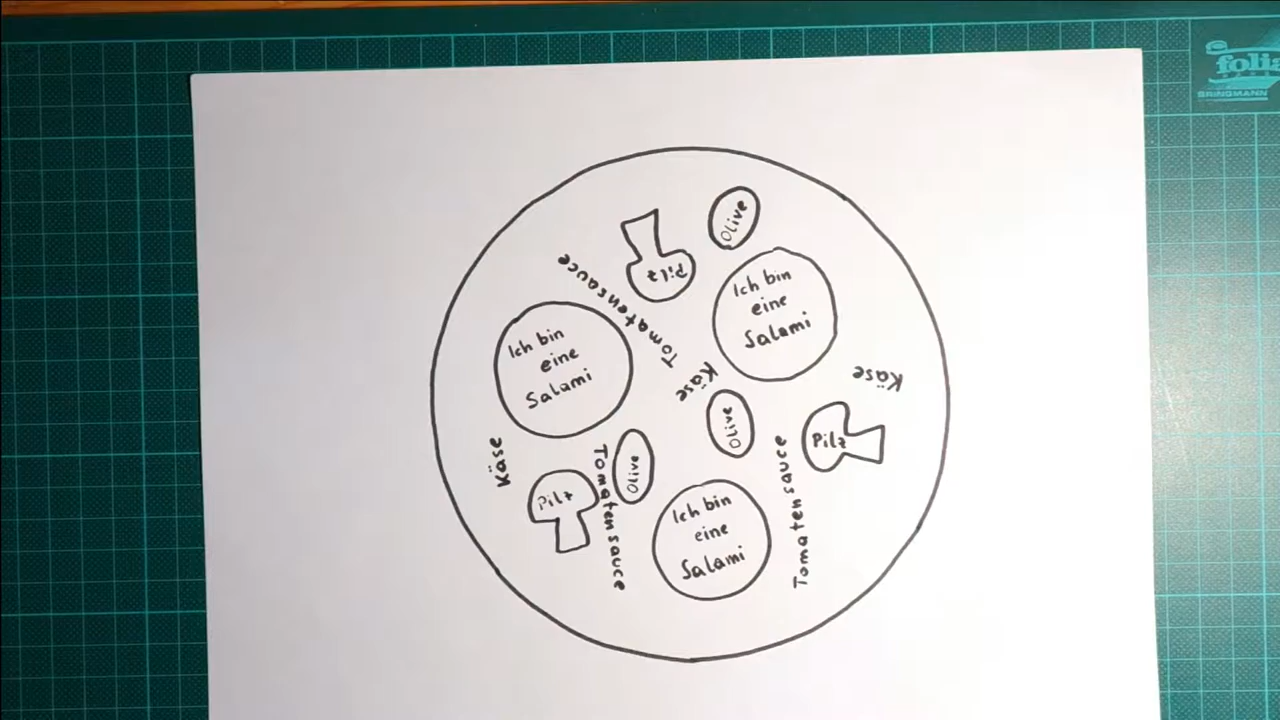 folia
BRINGMANN
Olive
Pilz
Tomatensauce
Ich bin
eine
Salami
Ich bin
eine
Salami
Käse
Käse
Olive
Pilz
Käse
Tomatensauce
Olive
Pilz
Tomatensauce
Ich bin
eine
Salami